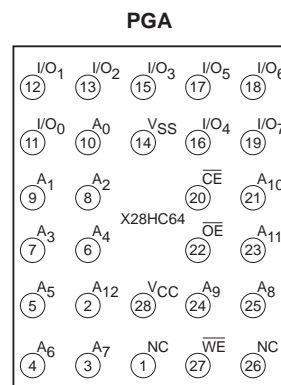 PGA
I/O1 I/O2 I/O3 I/O5 I/O6
12 13 15 17 18
I/O0 A0 VSS I/O4 I/O7
11 10 14 16 19
A1 A2 CE A10
9 8 20 21
X28HC64
A3 A4 OE A11
7 6 22 23
A5 A12 VCC A9 A8
5 2 28 24 25
A6 A7 NC WE NC
4 3 1 27 26